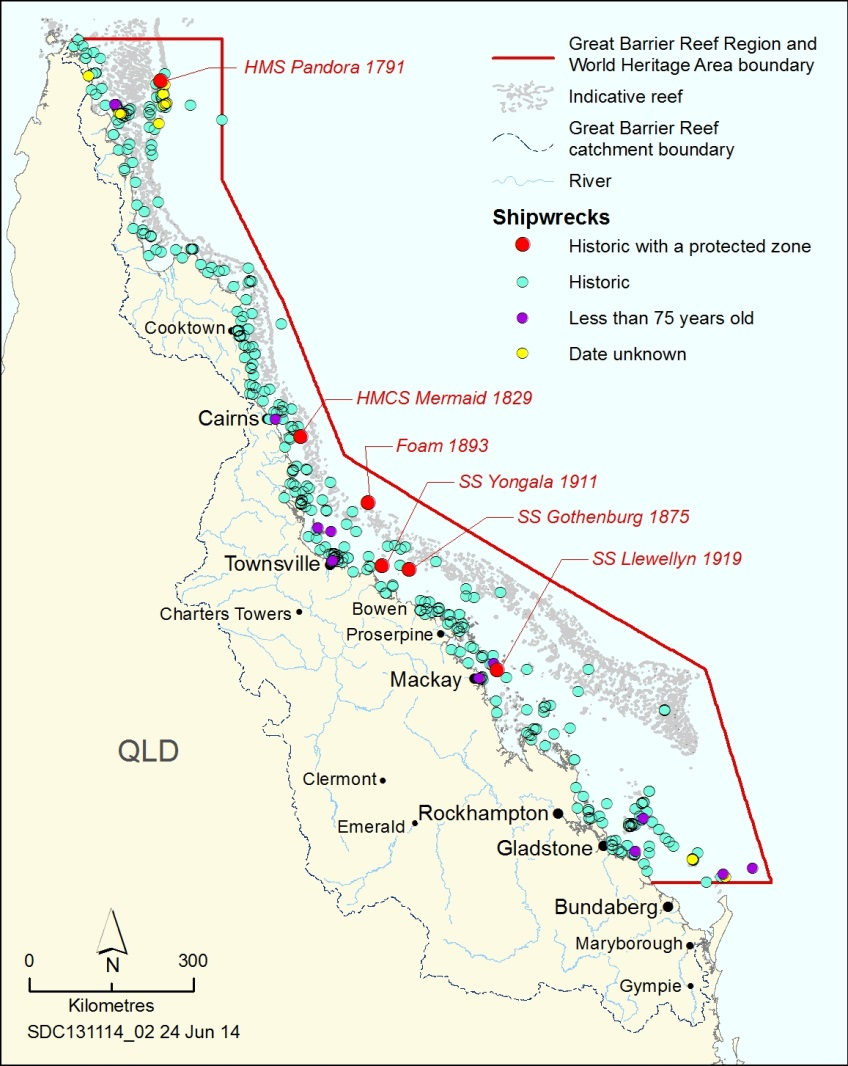 HMS Pandora 1791
Great Barrier Reef Region and
World Heritage Area boundary
Indicative reef
Great Barrier Reef
catchment boundary
River
Shipwrecks
Historic with a protected zone
Historic
Less than 75 years old
Date unknown
Cooktown
HMCS Mermaid 1829
Cairns
Foam 1893
SS Yongala 1911
SS Gothenburg 1875
SS Llewellyn 1919
Townsville
Charters Towers
Bowen
Proserpine
Mackay
QLD
Clermont
Emerald
Rockhampton
Gladstone
Bundaberg
Maryborough
Gympie
0 300
N
Kilometres
SDC131114_02 24 Jun 14